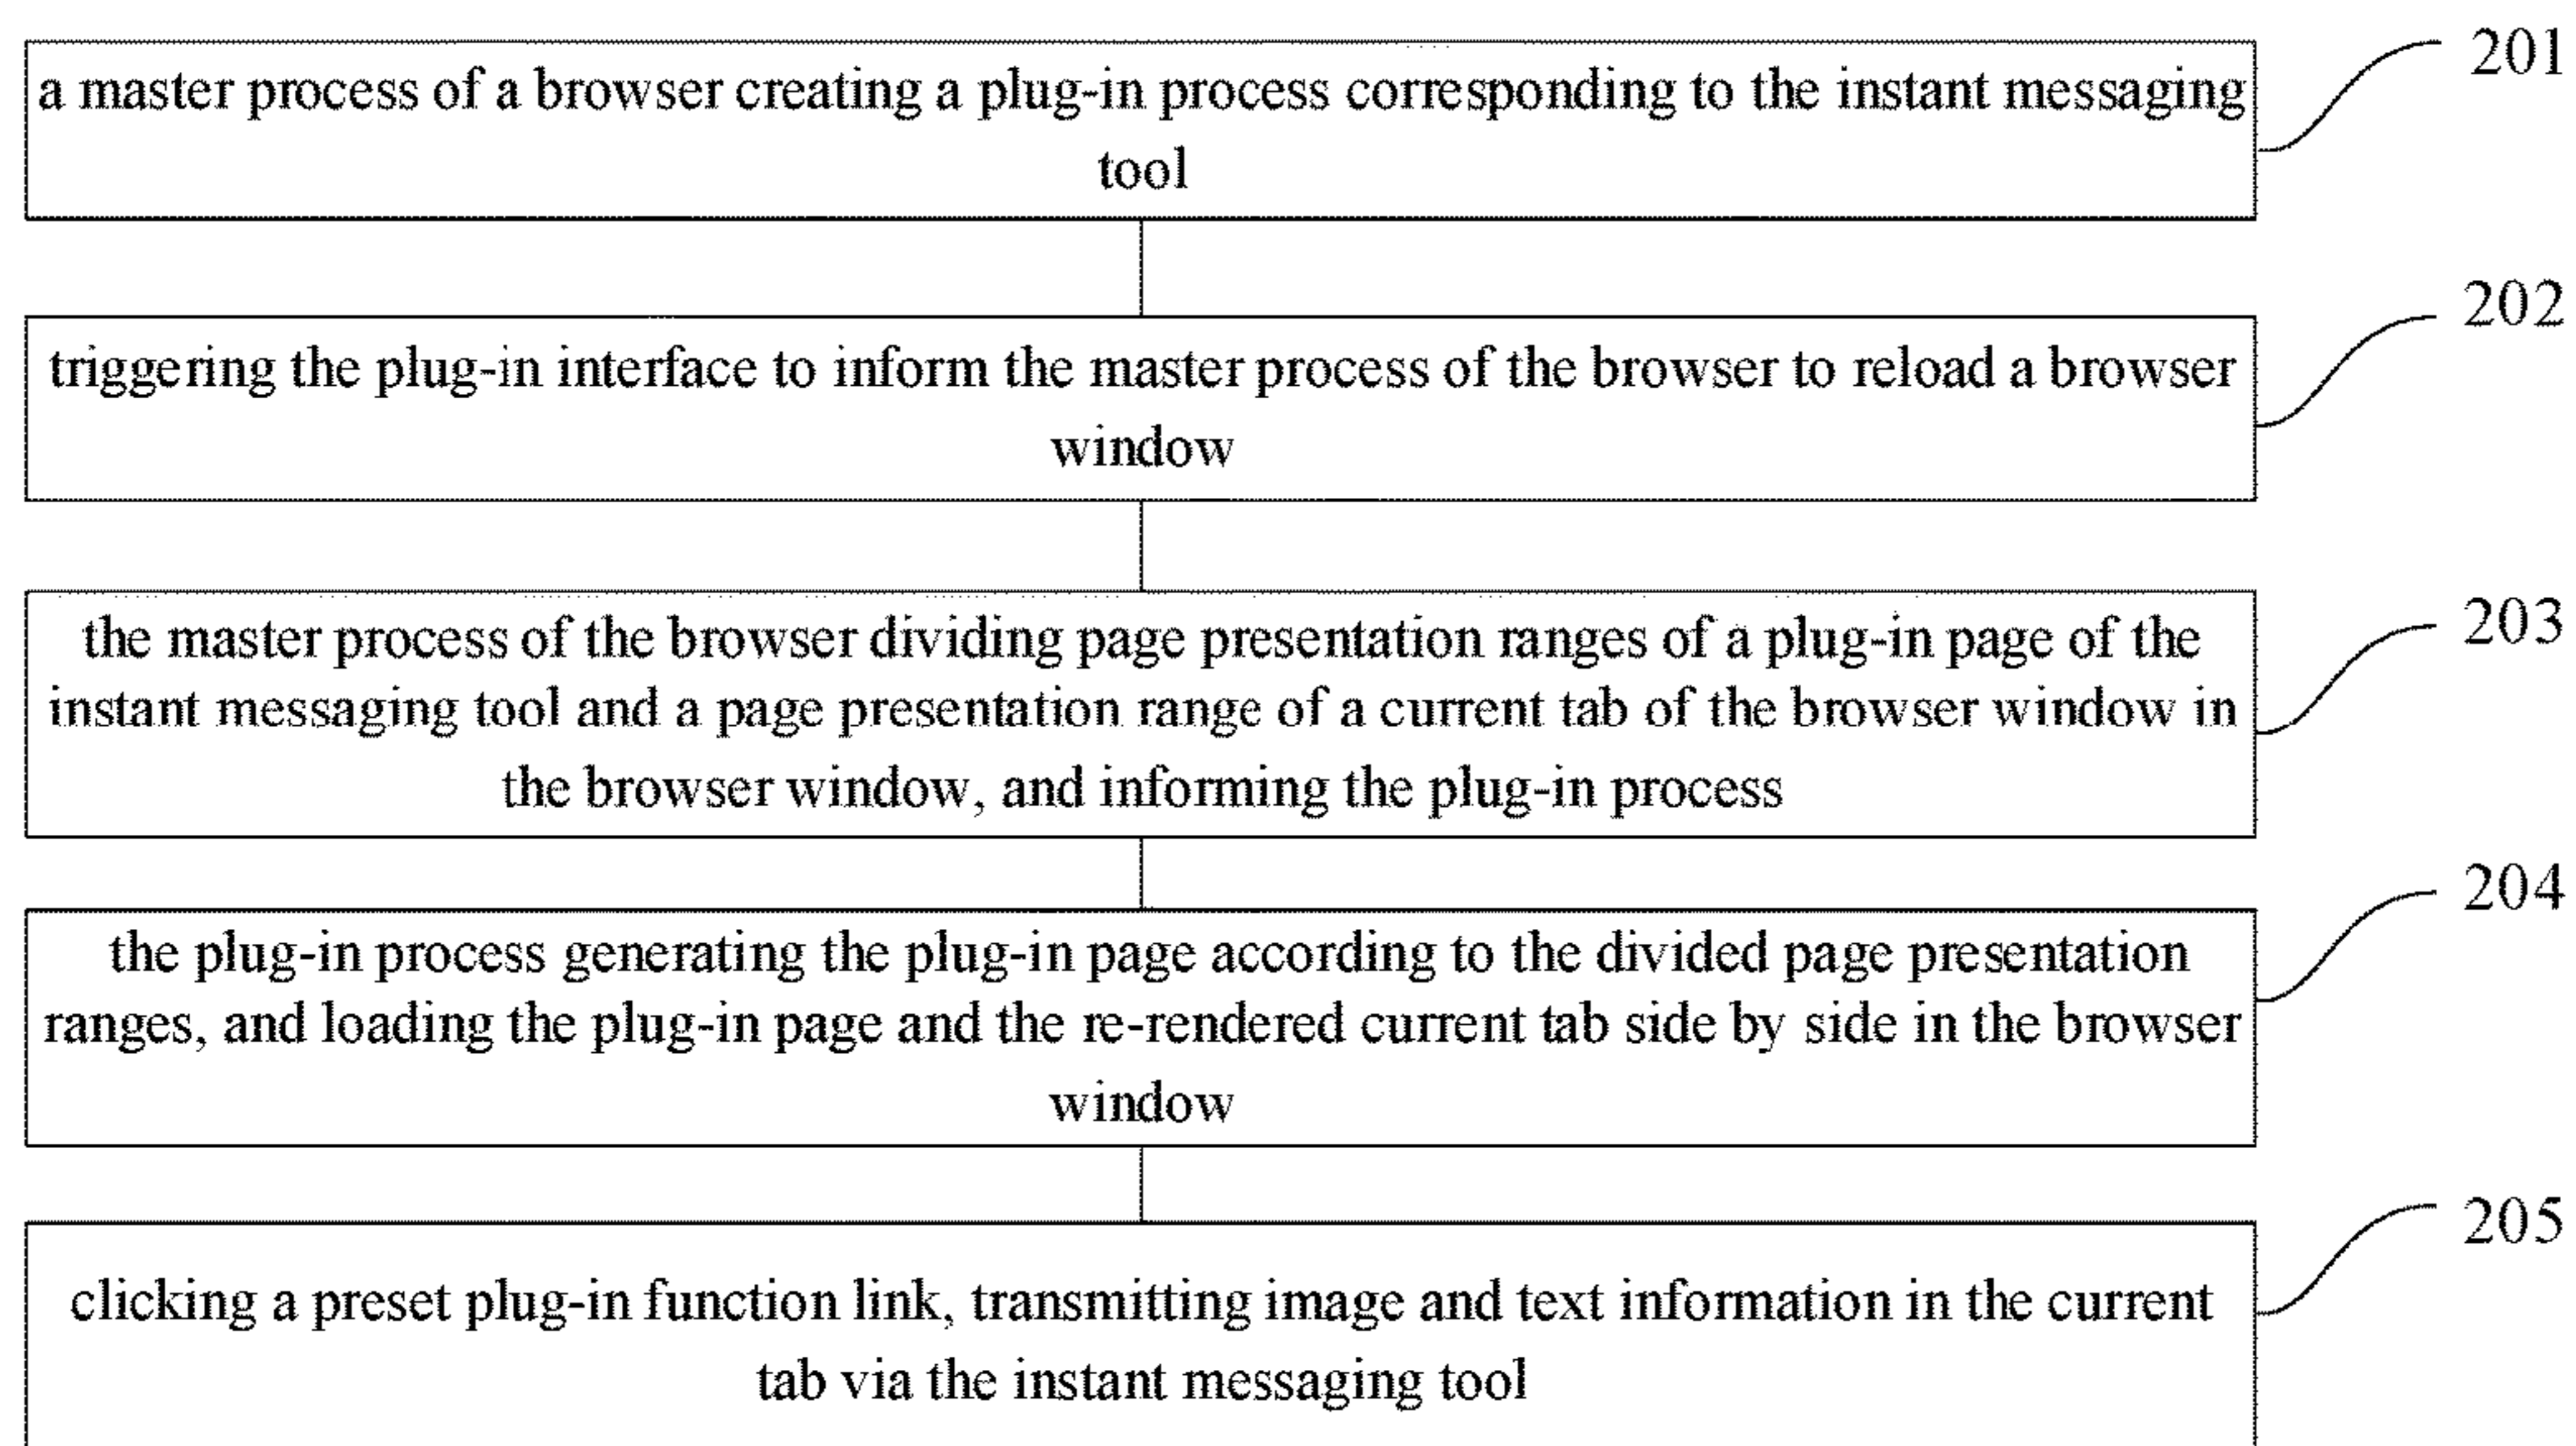 201
a master process of a browser creating a plug-in process corresponding to the instant messaging
tool
202
triggering the plug-in interface to inform the master process of the browser to reload a browser
window
203
the master process of the browser dividing page presentation ranges of a plug-in page of the
instant messaging tool and a page presentation range of a current tab of the browser window in
the browser window, and informing the plug-in process
204
the plug-in process generating the plug-in page according to the divided page presentation
ranges, and loading the plug-in page and the re-rendered current tab side by side in the browser
window
205
clicking a preset plug-in function link, transmitting image and text information in the current
tab via the instant messaging tool